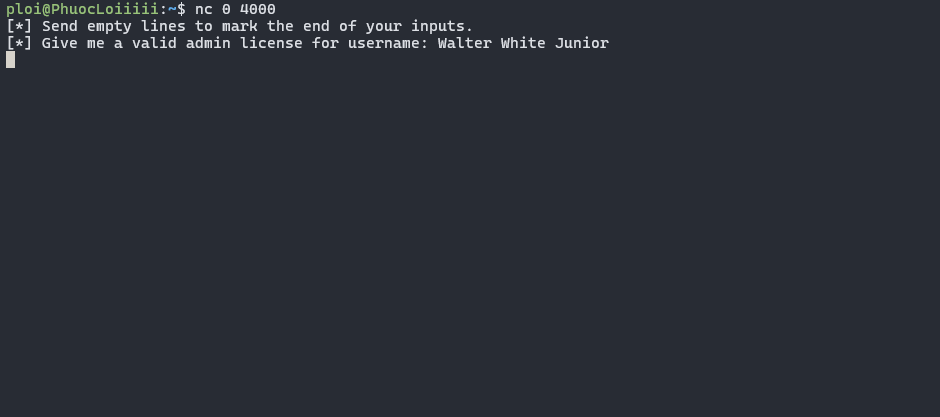 ploi@PhuocLoiiiii:~$ nc 0 4000
[*] Send empty lines to mark the end of your inputs.
[*] Give me a valid admin license for username: Walter White Junior